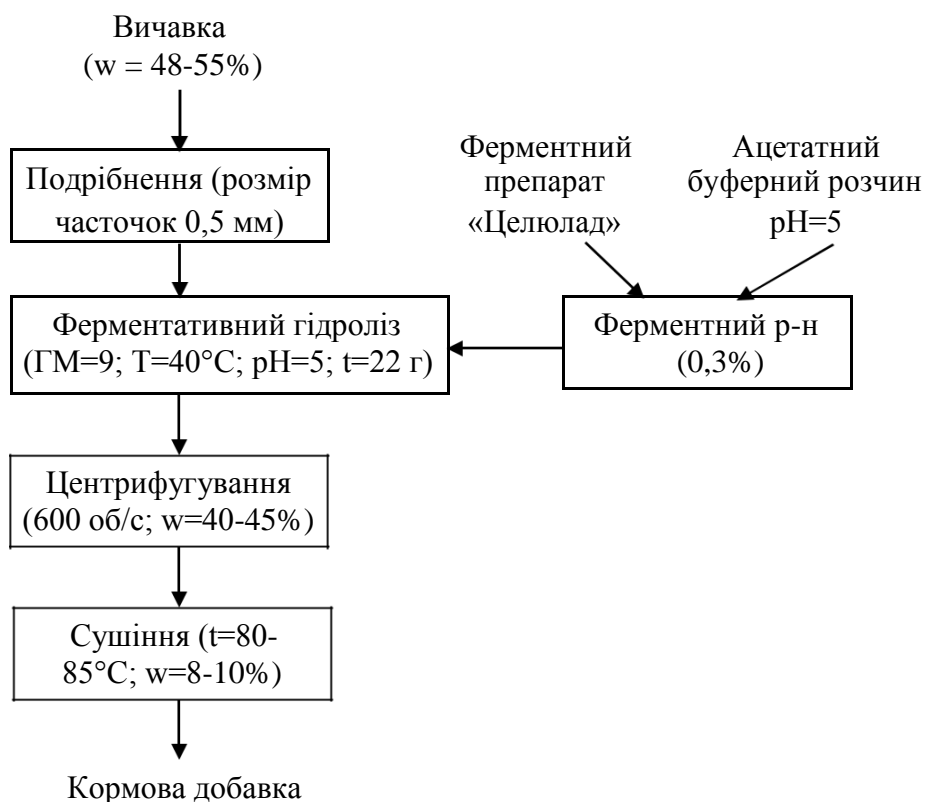 Вичавка
(w = 48-55%)
Подрібнення (розмір
часточок 0,5 мм)
Ферментний
препарат
«Целюлад»
Ацетатний
буферний розчин
pH=5
Ферментативний гідроліз
(ГМ=9; T=40°C; pH=5; t=22 г)
Ферментний р-н
(0,3%)
Центрифугування
(600 об/с; w=40-45%)
Сушіння (t=80-
85°C; w=8-10%)
Кормова добавка